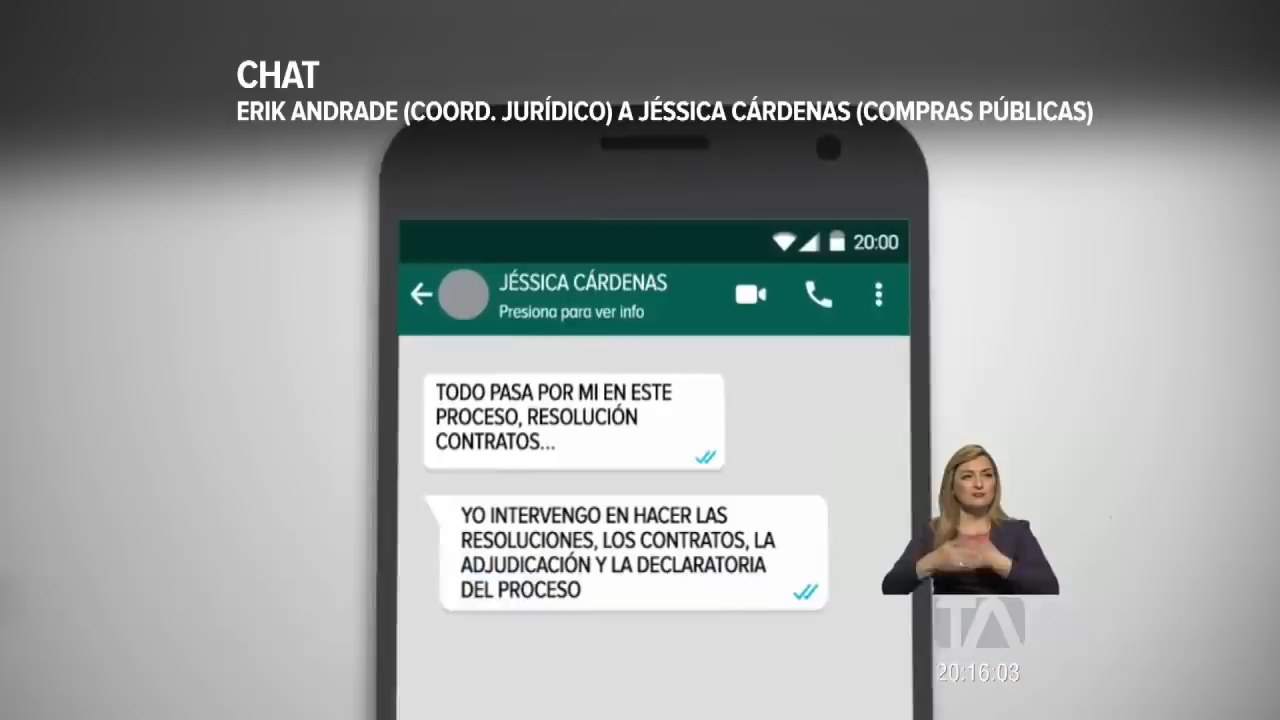 CHAT
ERIK ANDRADE (COORD. JURÍDICO) A JÉSSICA CÁRDENAS (COMPRAS PÚBLICAS)
20:00
JÉSSICA CÁRDENAS
Presiona para ver info
TODO PASA POR MI EN ESTE
PROCESO, RESOLUCIÓN
CONTRATOS...
YO INTERVENGO EN HACER LAS
RESOLUCIONES, LOS CONTRATOS, LA
ADJUDICACIÓN Y LA DECLARATORIA
DEL PROCESO
TA
20:16:03